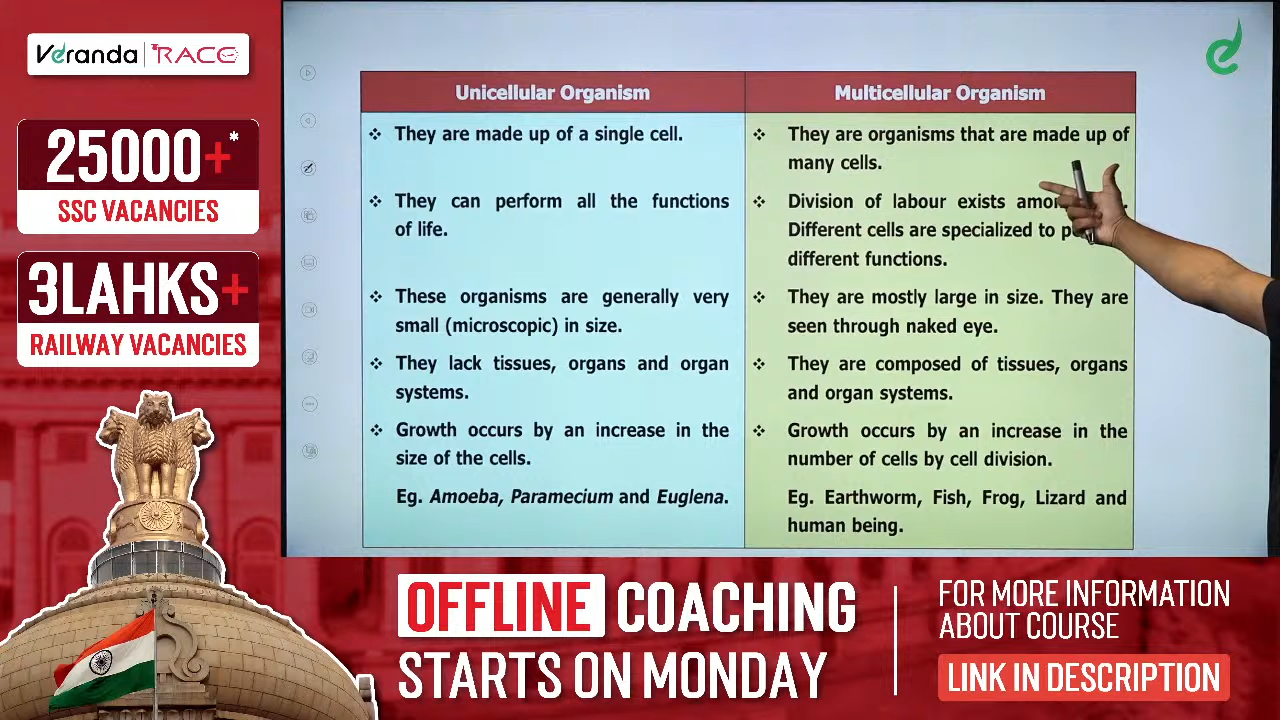 Veranda RACE
25000+*
SSC VACANCIES
3LAHKS+
RAILWAY VACANCIES
Unicellular Organism
Multicellular Organism
❖ They are made up of a single cell.
❖ They are organisms that are made up of
many cells.
❖ They can perform all the functions
of life.
❖ Division of labour exists
Different cells are specialized to
different functions.
❖ These organisms are generally very
small (microscopic) in size.
❖ They are mostly large in size. They are
seen through naked eye.
❖ They lack tissues, organs and organ
systems.
❖ They are composed of tissues, organs
and organ systems.
❖ Growth occurs by an increase in the
size of the cells.
❖ Growth occurs by an increase in the
number of cells by cell division.
Eg. Amoeba, Paramecium and Euglena.
Eg. Earthworm, Fish, Frog, Lizard and
human being.
OFFLINE COACHING
STARTS ON MONDAY
FOR MORE INFORMATION
ABOUT COURSE
LINK IN DESCRIPTION